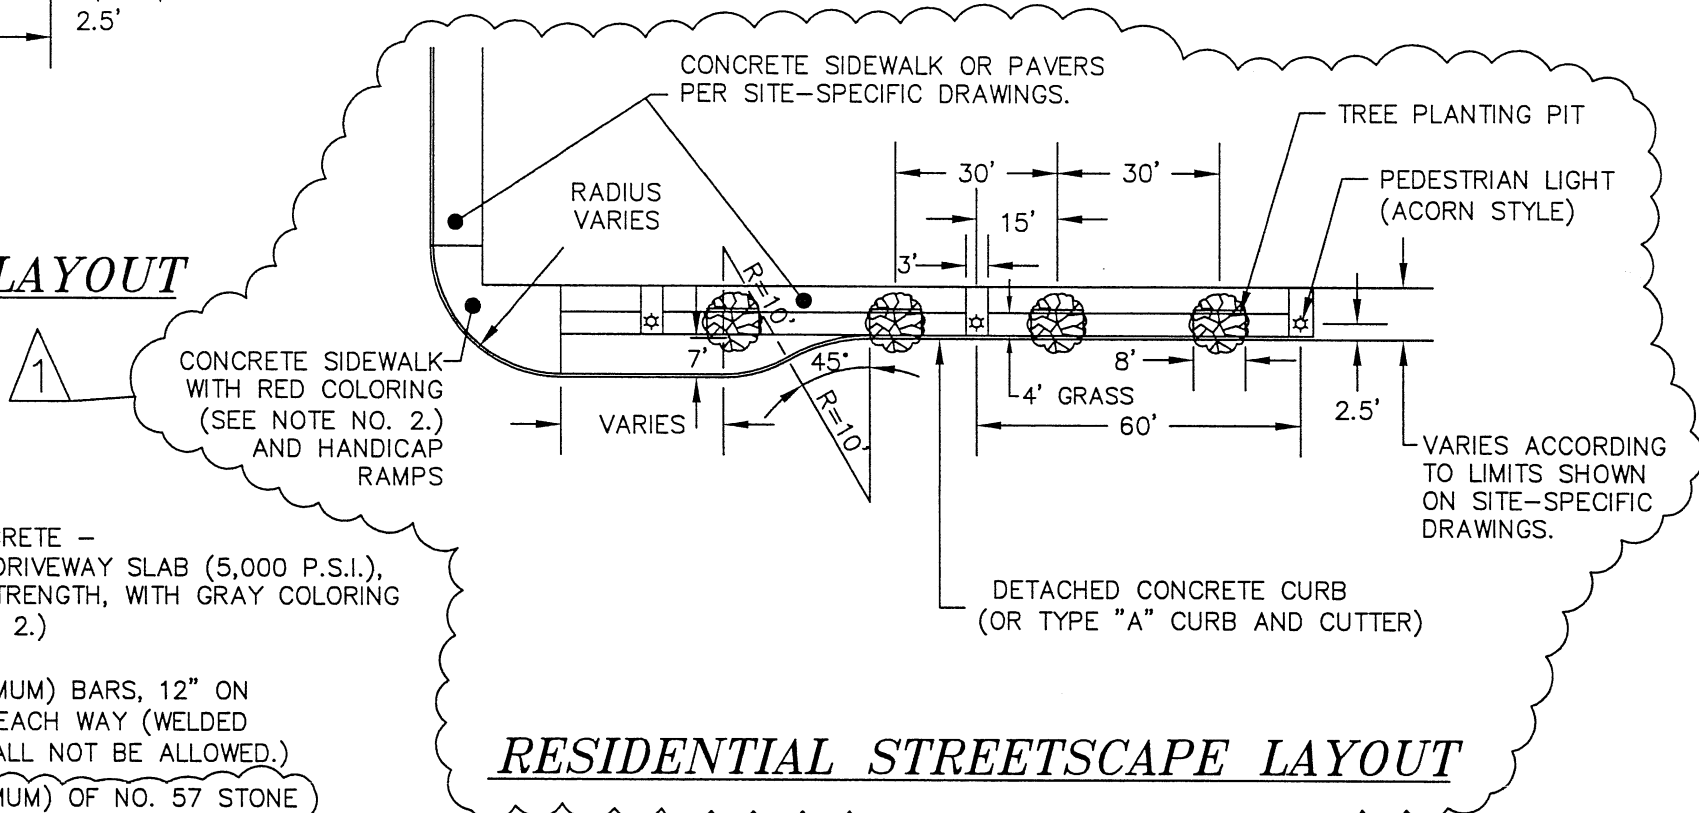 2.5'
CONCRETE SIDEWALK OR PAVERS
PER SITE-SPECIFIC DRAWINGS.
TREE PLANTING PIT
30'
30'
PEDESTRIAN LIGHT
(ACORN STYLE)
RADIUS
VARIES
15'
3'
LAYOUT
R=10'
1
CONCRETE SIDEWALK
WITH RED COLORING
(SEE NOTE NO. 2.)
AND HANDICAP
RAMPS
7'
45°
R=10'
VARIES
8'
4' GRASS
60'
2.5'
VARIES ACCORDING
TO LIMITS SHOWN
ON SITE-SPECIFIC
DRAWINGS.
CRETE -
DRIVEWAY SLAB (5,000 P.S.I.),
TRENGTH, WITH GRAY COLORING
2.)
DETACHED CONCRETE CURB
(OR TYPE "A" CURB AND CUTTER)
MUM) BARS, 12" ON
EACH WAY (WELDED
ALL NOT BE ALLOWED.)
MUM) OF NO. 57 STONE
RESIDENTIAL STREETSCAPE LAYOUT